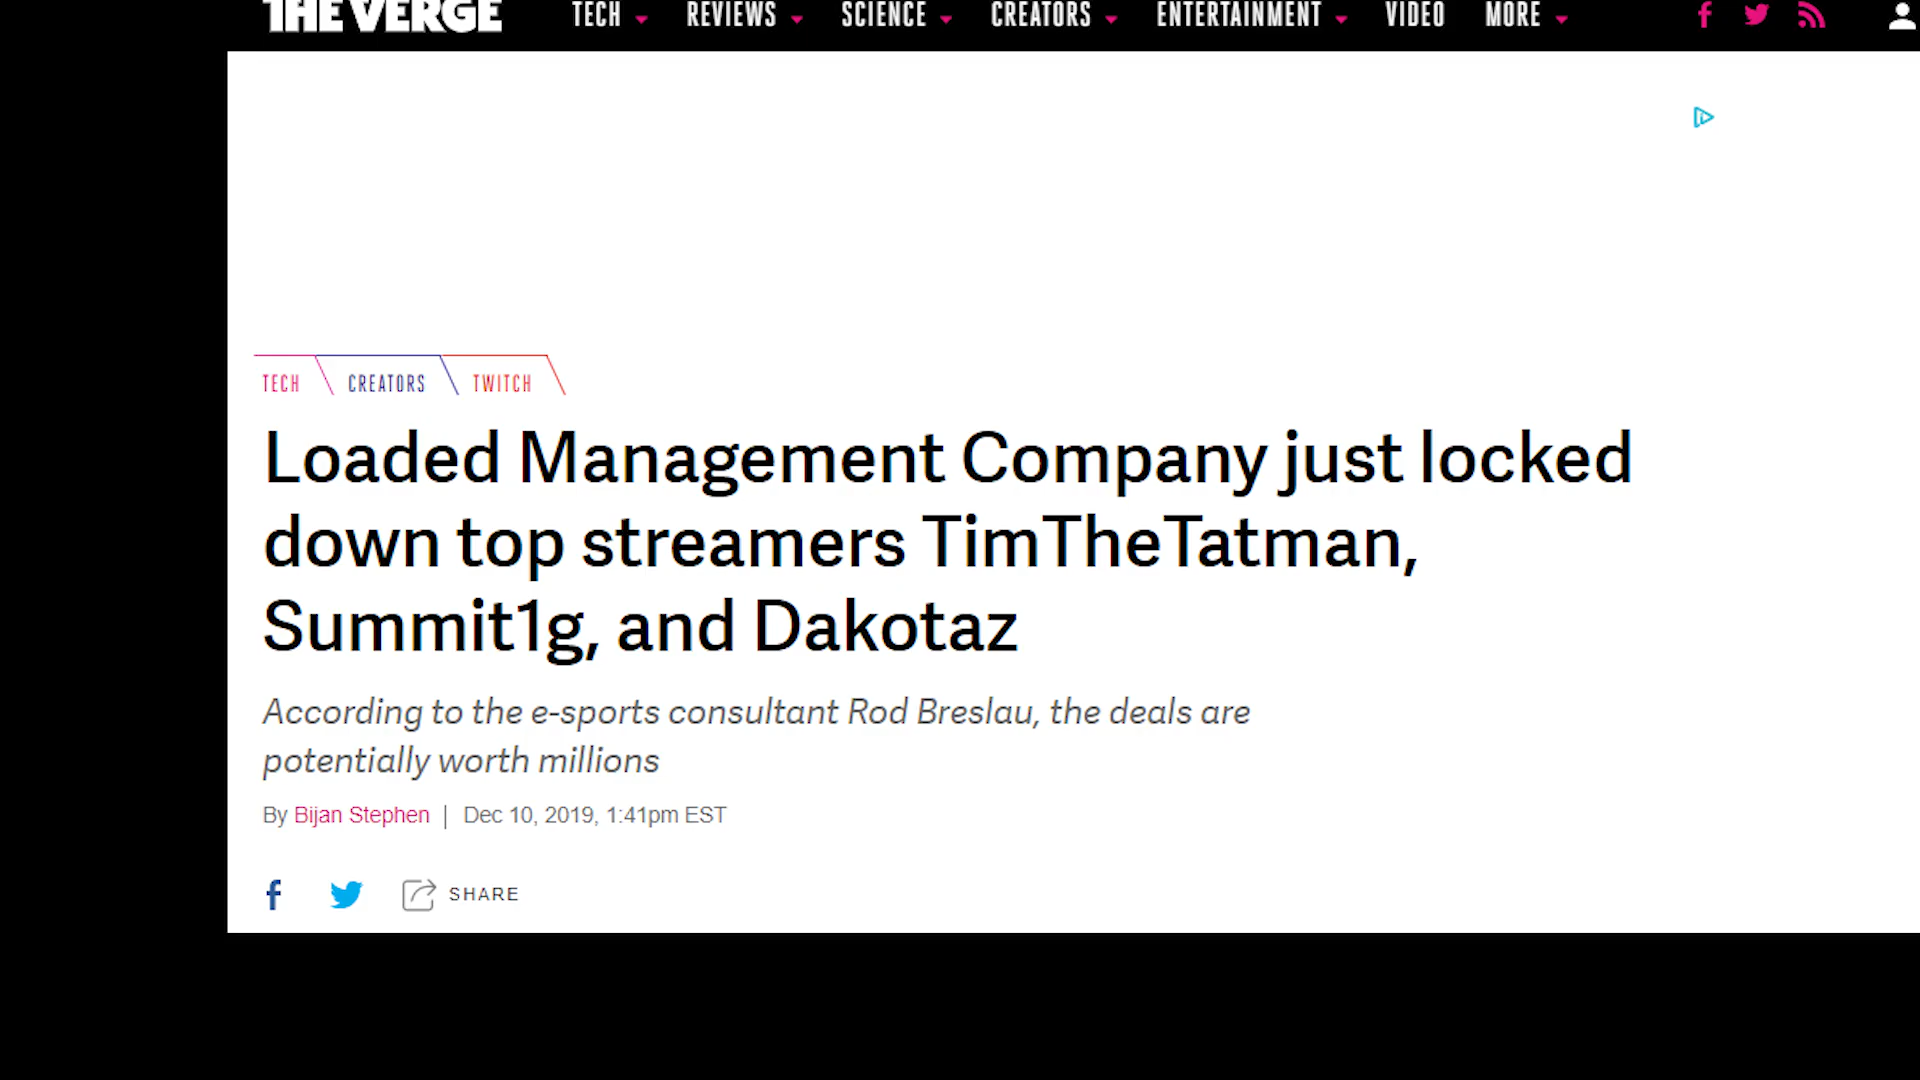 THE VERGE TECH REVIEWS SCIENCE CREATORS ENTERTAINMENT VIDEO MORE
TECH CREATORS TWITCH
Loaded Management Company just locked
down top streamers TimTheTatman,
Summit1g, and Dakotaz
According to the e-sports consultant Rod Breslau, the deals are
potentially worth millions
By Bijan Stephen | Dec 10, 2019, 1:41pm EST
SHARE